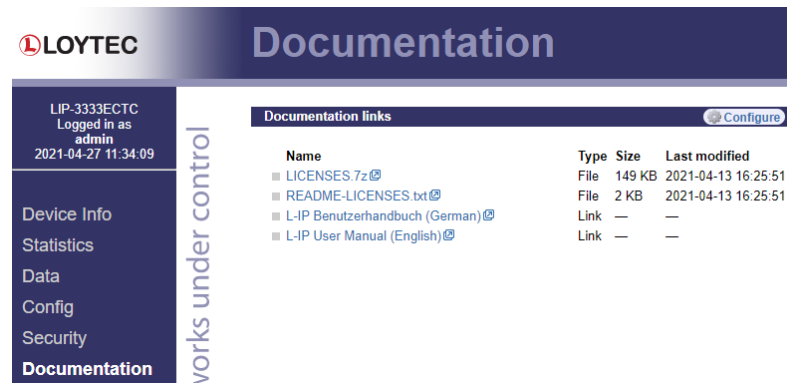 LOYTEC
Documentation
LIP-3333ECTC
Logged in as
admin
2021-04-27 11:34:09
Device Info
Statistics
Data
Config
Security
Documentation
under control
Documentation links
Configure
Name Type Size Last modified
LICENSES.7z File 149 KB 2021-04-13 16:25:51
README-LICENSES.txt File 2 KB 2021-04-13 16:25:51
L-IP Benutzerhandbuch (German) Link — —
L-IP User Manual (English) Link — —